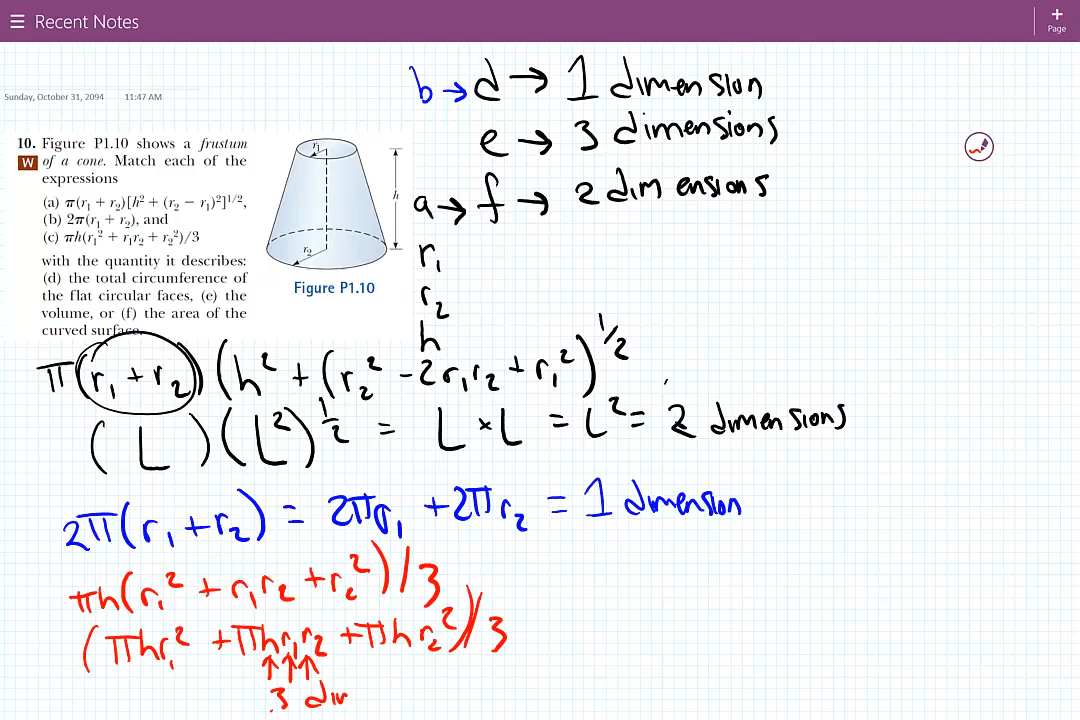 Recent Notes
Page
Sunday, October 31, 2094 11:47 AM
10. Figure P1.10 shows a frustum
W of a cone. Match each of the
expressions
(a) π(r₁ + r₂)[h² + (r₂ − r₁)²]¹/²,
(b) 2π(r₁ + r₂), and
(c) πh(r₁² + r₁r₂ + r₂²)/3
with the quantity it describes:
(d) the total circumference of
the flat circular faces, (e) the
volume, or (f) the area of the
curved surface.
r₁
h
r₂
Figure P1.10
b → d → 1 dimension
e → 3 dimensions
a → f → 2 dimensions
r₁
r₂
h
π(r₁ + r₂)(h² + (r₂² − 2r₁r₂ + r₁²)^1/2
(L)(L²)^1/2 = L × L = L² = 2 dimensions
2π(r₁ + r₂) = 2πr₁ + 2πr₂ = 1 dimension
πh(r₁² + r₁r₂ + r₂²)/3
(πhr₁² + πhr₁r₂ + πhr₂²)/3
↑↑↑
3 dim